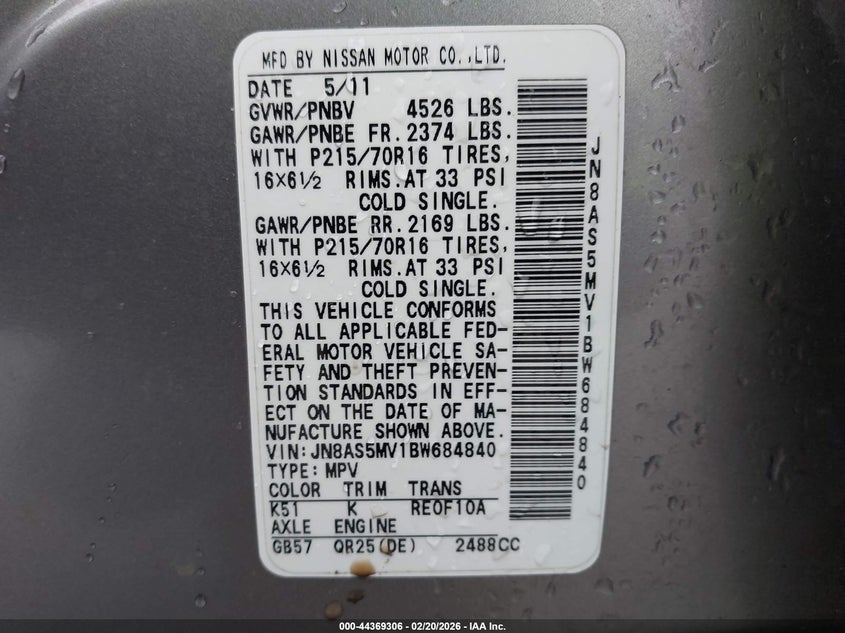 MFD BY NISSAN MOTOR CO.,LTD.
DATE 5/11
GVWR/PNBV 4526 LBS.
GAWR/PNBE FR. 2374 LBS.
WITH P215/70R16 TIRES,
16×6½ RIMS. AT 33 PSI
COLD SINGLE.
GAWR/PNBE RR. 2169 LBS.
WITH P215/70R16 TIRES,
16×6½ RIMS. AT 33 PSI
COLD SINGLE.
THIS VEHICLE CONFORMS
TO ALL APPLICABLE FED-
ERAL MOTOR VEHICLE SA-
FETY AND THEFT PREVEN-
TION STANDARDS IN EFF-
ECT ON THE DATE OF MA-
NUFACTURE SHOWN ABOVE.
VIN: JN8AS5MV1BW684840
TYPE: MPV
COLOR TRIM TRANS
K51 K RE0F10A
AXLE ENGINE
GB57 QR25(DE) 2488CC
JN8AS5MV1BW684840
000-44369306 - 02/20/2026 - IAA Inc.